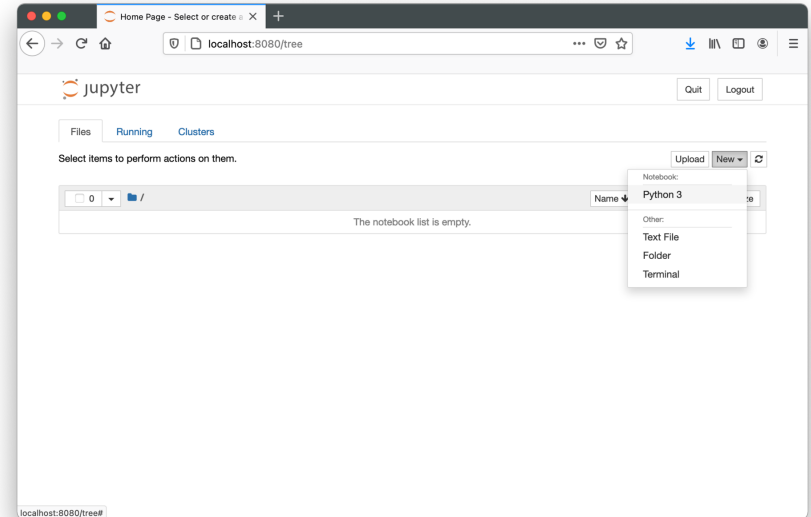 Home Page - Select or create a
localhost:8080/tree
jupyter
Quit Logout
Files Running Clusters
Select items to perform actions on them.
Upload New
Notebook:
Python 3
0 /
Name
ze
The notebook list is empty.
Other:
Text File
Folder
Terminal
localhost:8080/tree#